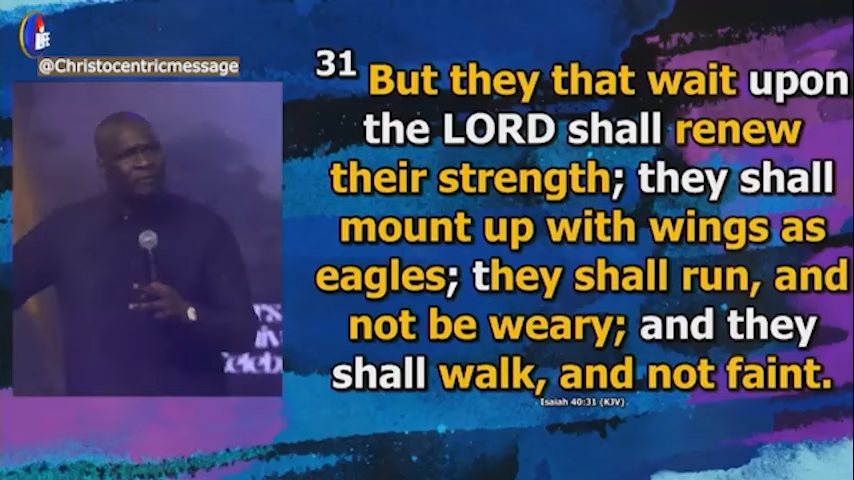 @Christocentricmessage
31 But they that wait upon
the LORD shall renew
their strength; they shall
mount up with wings as
eagles; they shall run, and
not be weary; and they
shall walk, and not faint.
Isaiah 40:31 (KJV)